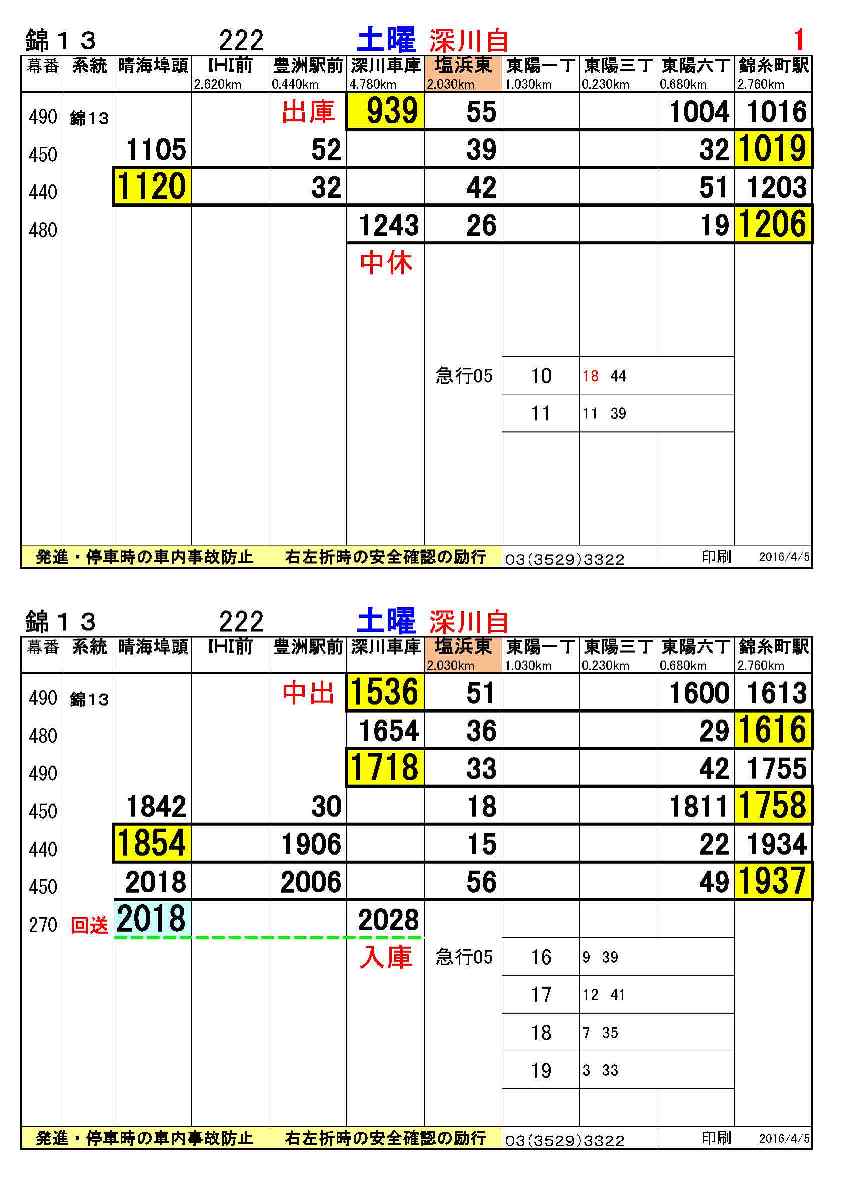 錦１３ 222 土曜 深川自 1
幕番 系統 晴海埠頭 IHI前 豊洲駅前 深川車庫 塩浜東 東陽一丁 東陽三丁 東陽六丁 錦糸町駅
2.620km 0.440km 4.780km 2.030km 1.030km 0.230km 0.680km 2.760km
490 錦13 出庫 939 55 1004 1016
450 1105 52 39 32 1019
440 1120 32 42 51 1203
480 1243 26 19 1206
中休
急行05 10 18 44
11 11 39
発進・停車時の車内事故防止 右左折時の安全確認の励行 03(3529)3322 印刷 2016/4/5
錦１３ 222 土曜 深川自
幕番 系統 晴海埠頭 IHI前 豊洲駅前 深川車庫 塩浜東 東陽一丁 東陽三丁 東陽六丁 錦糸町駅
2.030km 1.030km 0.230km 0.680km 2.760km
490 錦13 中出 1536 51 1600 1613
480 1654 36 29 1616
490 1718 33 42 1755
450 1842 30 18 1811 1758
440 1854 1906 15 22 1934
450 2018 2006 56 49 1937
270 回送 2018 2028
入庫 急行05 16 9 39
17 12 41
18 7 35
19 3 33
発進・停車時の車内事故防止 右左折時の安全確認の励行 03(3529)3322 印刷 2016/4/5